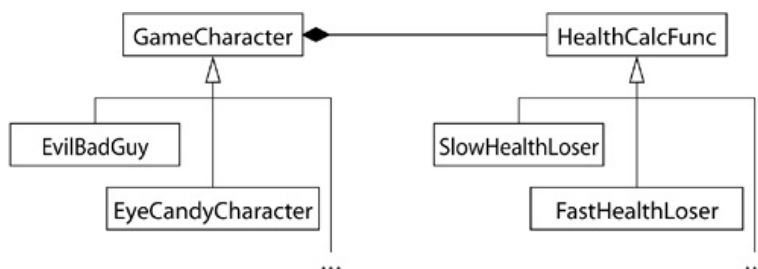 GameCharacter
HealthCalcFunc
EvilBadGuy
SlowHealthLoser
EyeCandyCharacter
FastHealthLoser
...
..